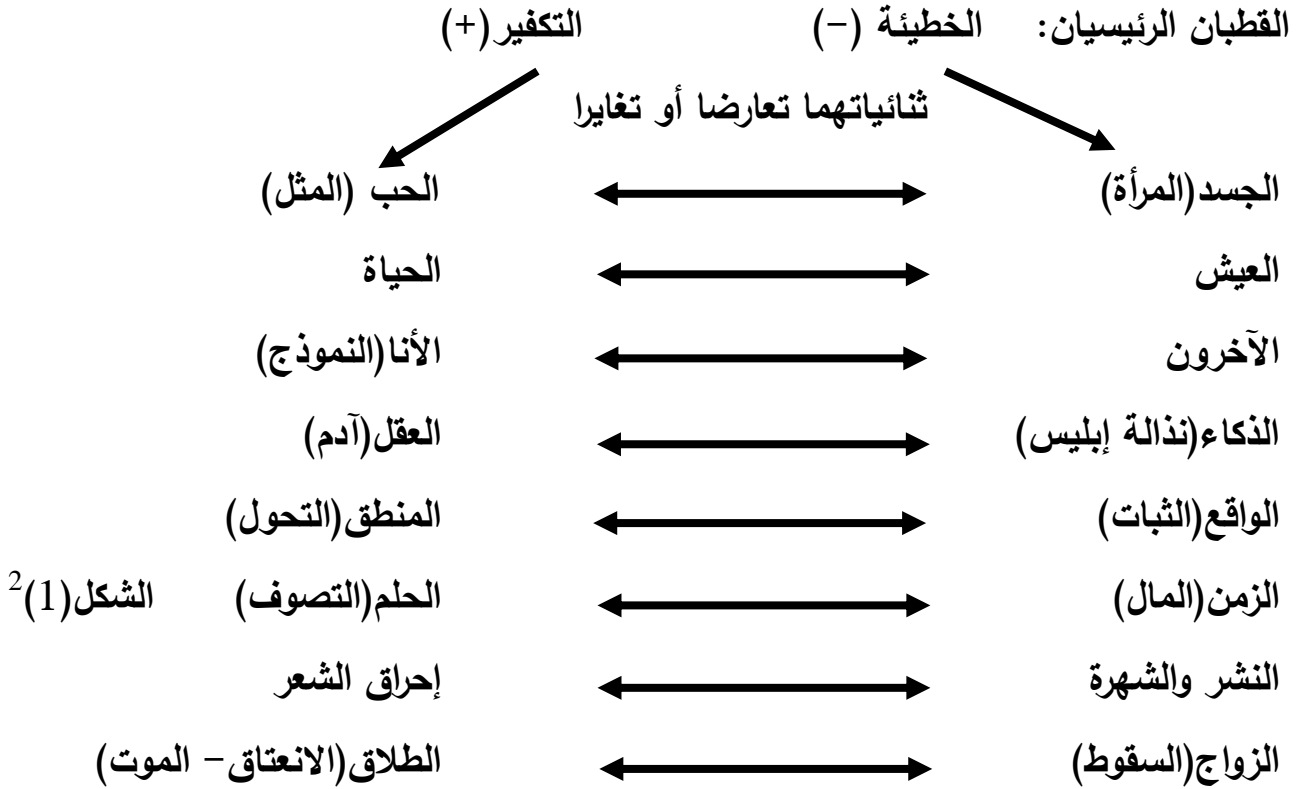 القطبان الرئيسيان: الخطيئة (-) التكفير(+)
ثنائياتهما تعارضا أو تغايرا
الجسد(المرأة) الحب (المثل)
العيش الحياة
الآخرون الأنا(النموذج)
الذكاء(نذالة إبليس) العقل(آدم)
الواقع(الثبات) المنطق(التحول)
الزمن(المال) الحلم(التصوف) الشكل(1)²
النشر والشهرة إحراق الشعر
الزواج(السقوط) الطلاق(الانعتاق- الموت)